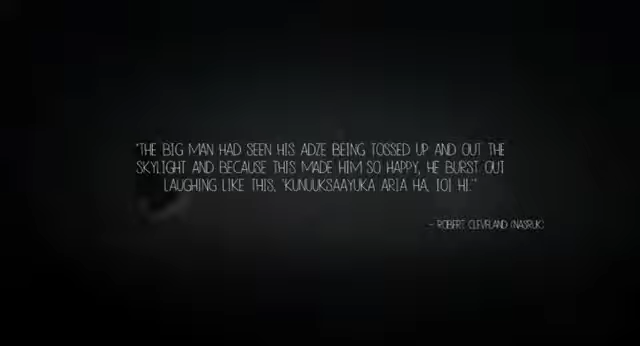 "THE BIG MAN HAD SEEN HIS ADZE BEING TOSSED UP AND OUT THE
SKYLIGHT AND BECAUSE THIS MADE HIM SO HAPPY, HE BURST OUT
LAUGHING LIKE THIS, "KUNUUKSAAYUKA ARIA HA, IOI HI.""
- ROBERT CLEVELAND (NASRUK)